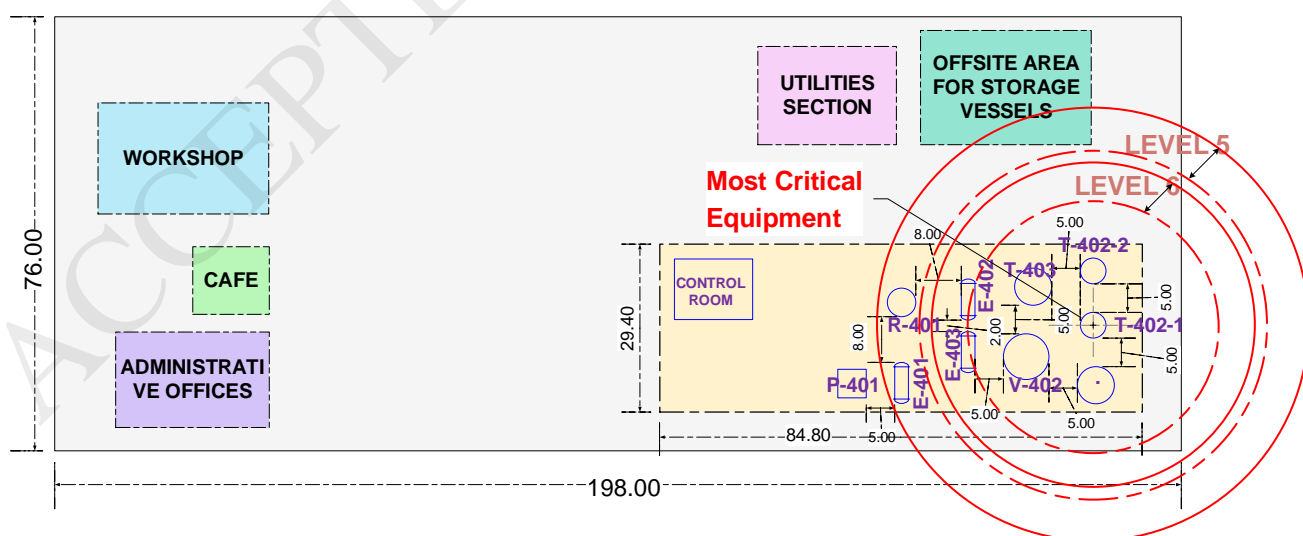 ACCEPT
76.00
WORKSHOP
CAFE
ADMINISTRATI
VE OFFICES
UTILITIES
SECTION
OFFSITE AREA
FOR STORAGE
VESSELS
LEVEL 5
LEVEL 6
Most Critical
Equipment
8.00
5.00
T-402-2
CONTROL
ROOM
E-402
T-403
5.00
29.40
R-401
8.00
2.00
5.00
T-402-1
E-403
5.00
P-401
E-401
V-402
5.00
5.00
5.00
84.80
198.00